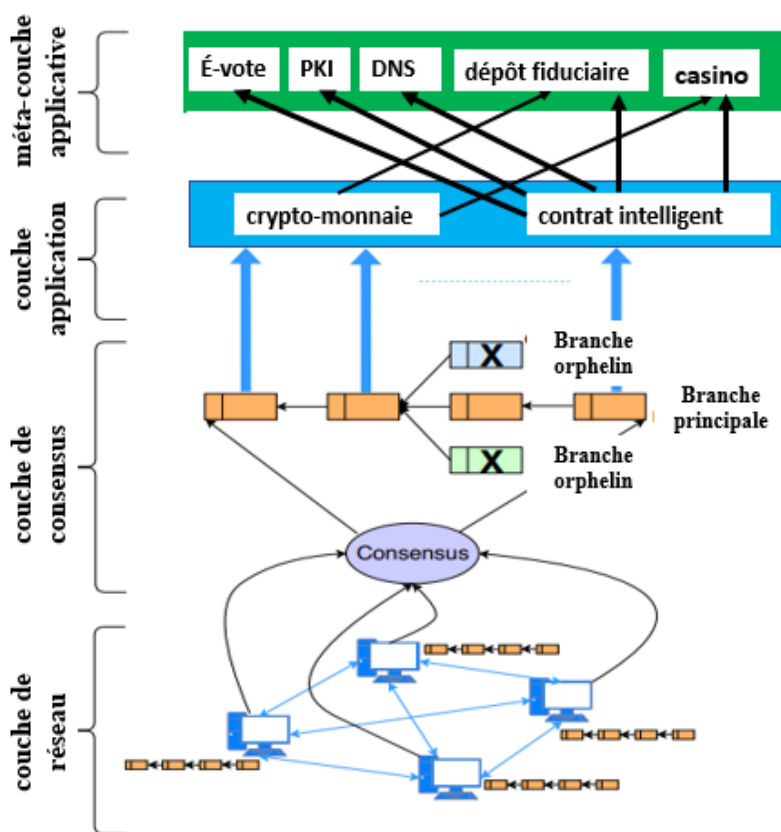 méta-couche
applicative
É-vote
PKI
DNS
dépôt fiduciaire
casino
couche
application
crypto-monnaie
contrat intelligent
couche de
consensus
X
Branche
orphelin
Branche
principale
X
Branche
orphelin
Consensus
couche de
réseau